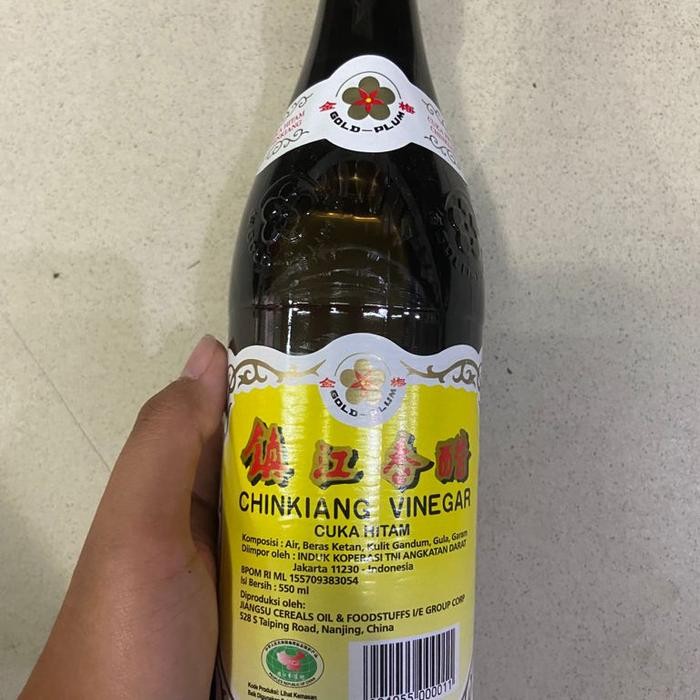 金 梅
GOLD-PLUM
金 梅
GOLD-PLUM
镇江香醋
CHINKIANG VINEGAR
CUKA HITAM
Komposisi : Air, Beras Ketan, Kulit Gandum, Gula, Garam
Diimpor oleh : INDUK KOPERASI TNI ANGKATAN DARAT
Jakarta 11230 - Indonesia
BPOM RI ML 155709383054
Isi Bersih : 550 ml
Diproduksi oleh:
JIANGSU CEREALS OIL & FOODSTUFFS I/E GROUP CORP
528 S Taiping Road, Nanjing, China
Kode Produksi: Lihat Kemasan